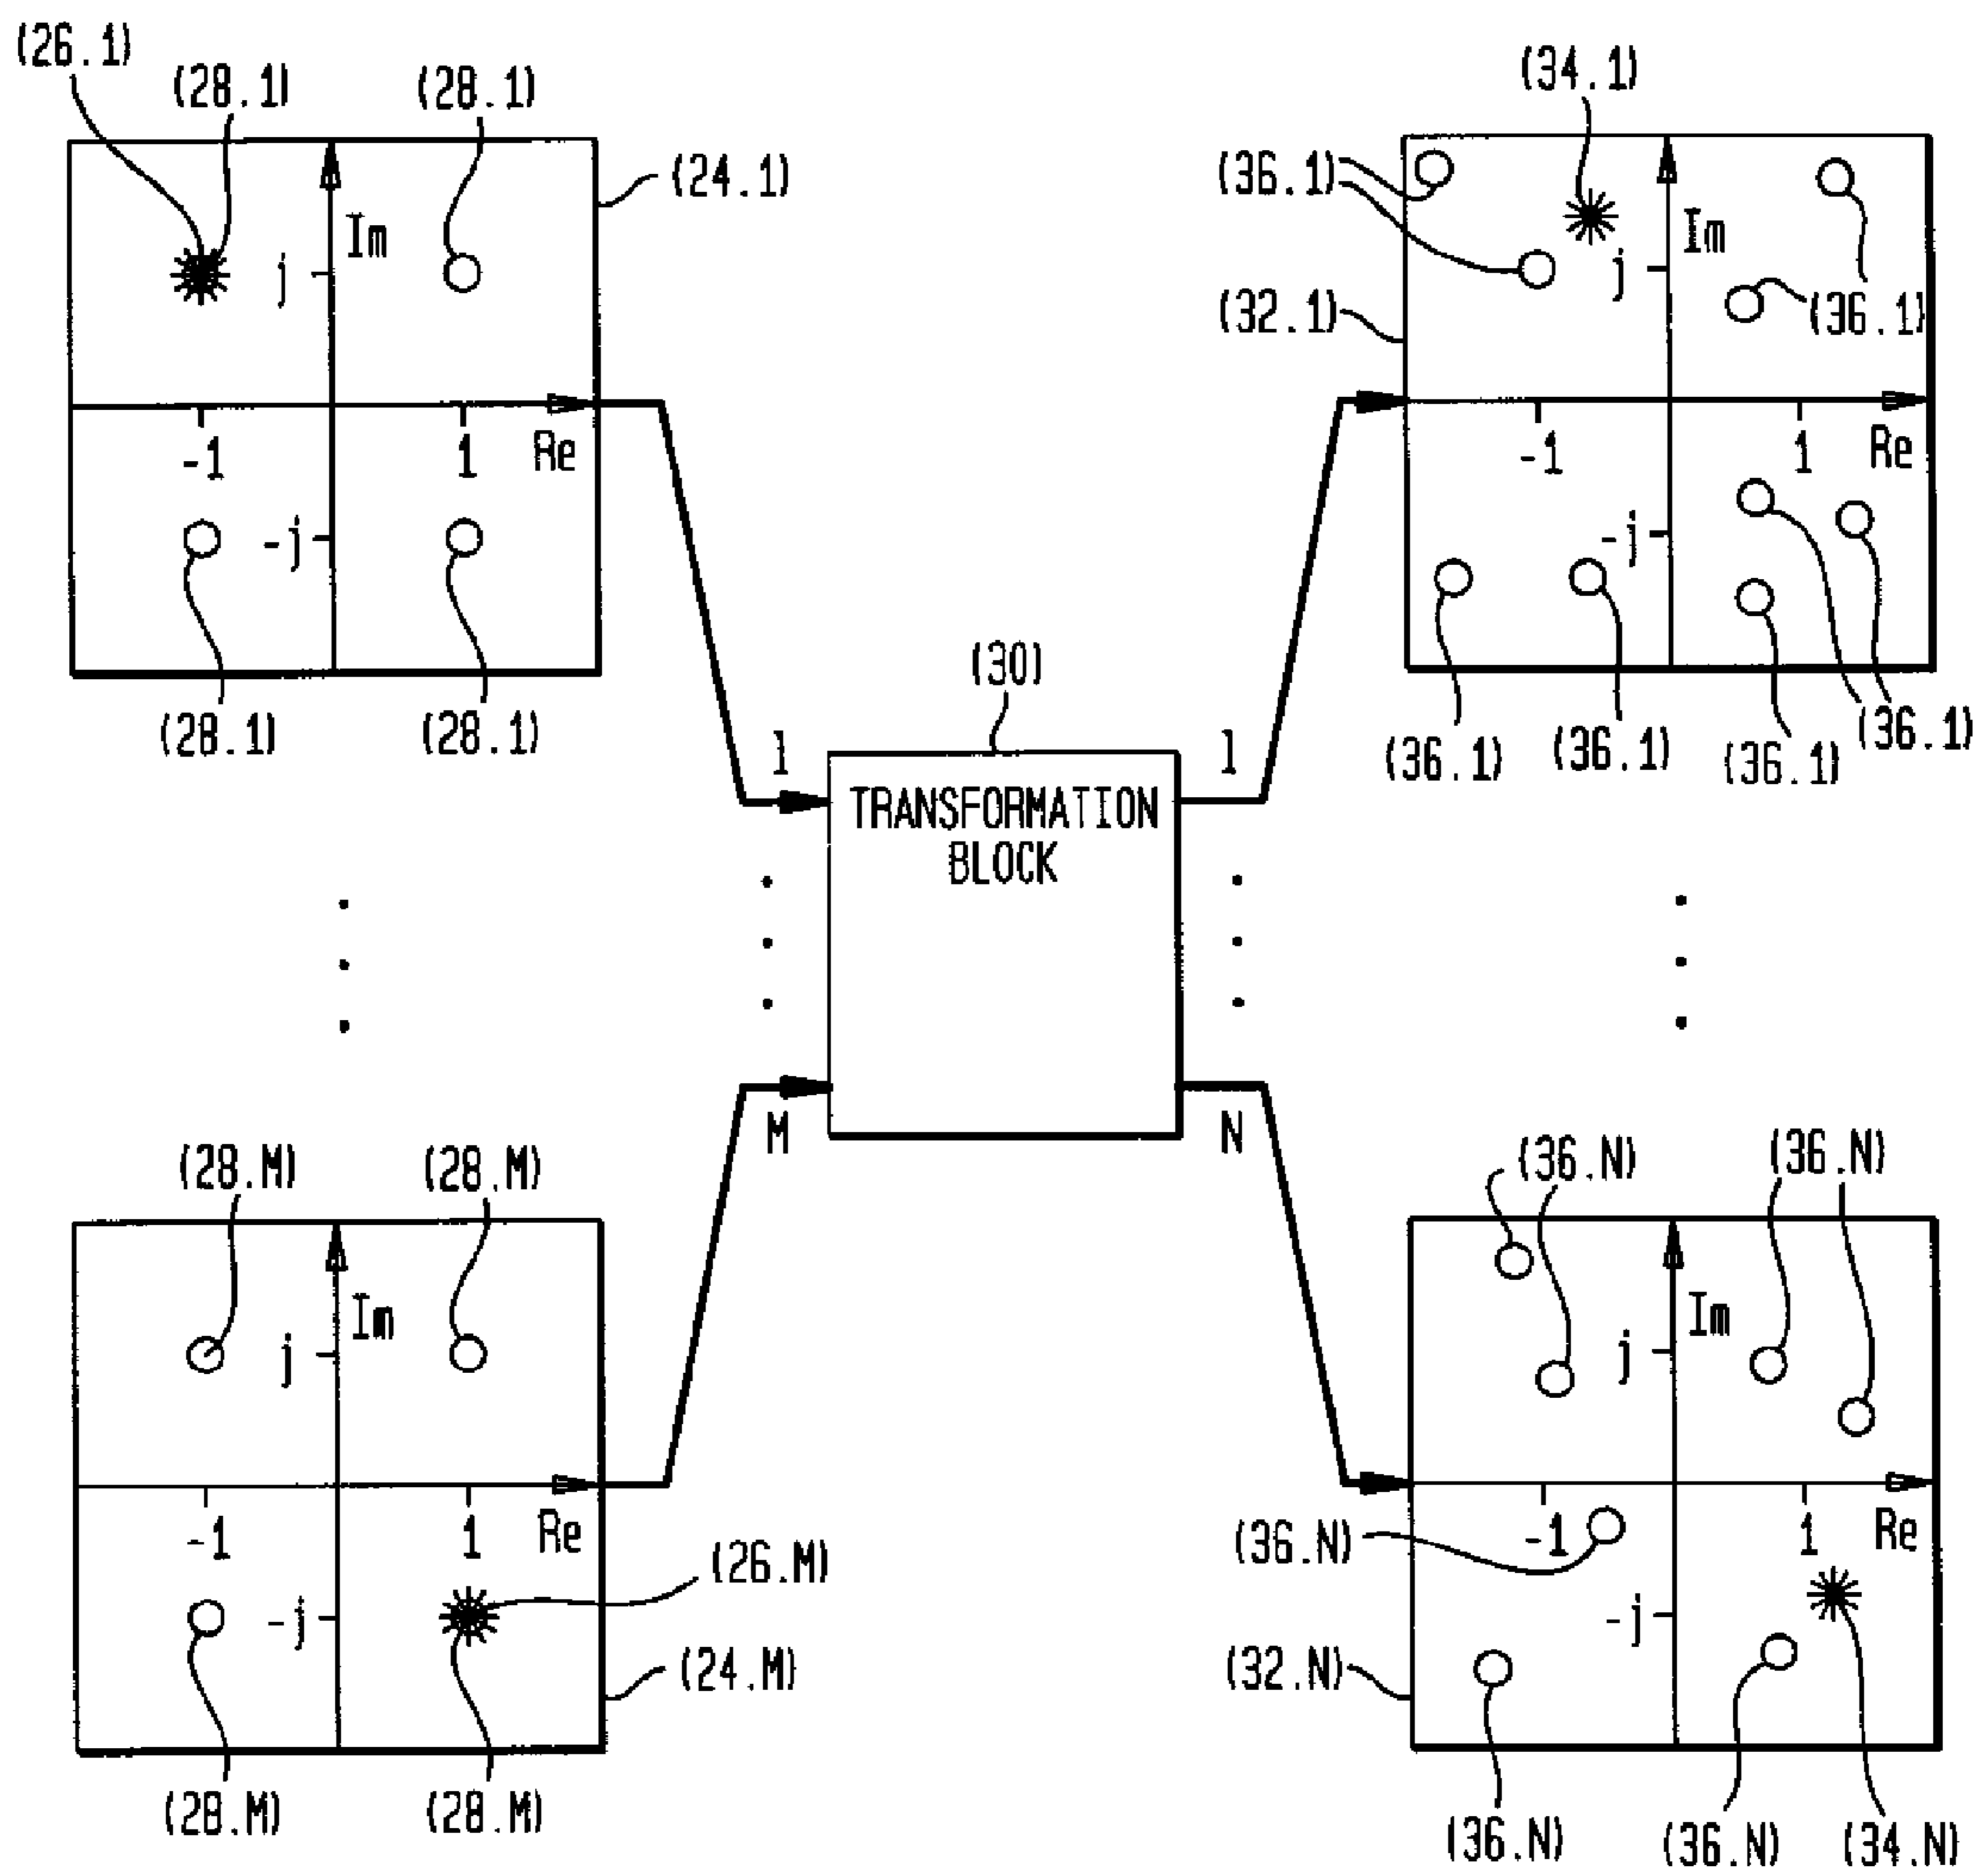 (26.1)
(28.1)
(28.1)
(24.1)
Im
j
-1
1
Re
-j
(28.1)
(28.1)
(34.1)
(36.1)
Im
j
(36.1)
(32.1)
-1
1
Re
-j
(36.1)
(36.1)
(36.1)
(36.1)
(30)
1
1
TRANSFORMATION
BLOCK
M
N
(28.M)
(28.M)
Im
j
-1
1
Re
(26.M)
-j
(24.M)
(28.M)
(28.M)
(36.N)
(36.N)
Im
j
(36.N)
-1
1
Re
-j
(32.N)
(36.N)
(36.N)
(34.N)